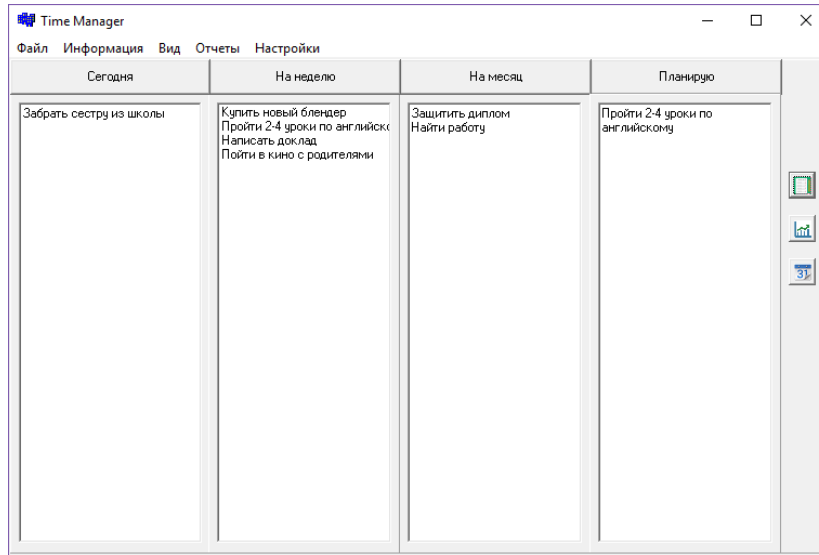 Time Manager
Файл Информация Вид Отчеты Настройки
Сегодня На неделю На месяц Планирую
Забрать сестру из школы
Купить новый блендер
Пройти 2-4 уроки по английскс
Написать доклад
Пойти в кино с родителями
Защитить диплом
Найти работу
Пройти 2-4 уроки по
английскому
31